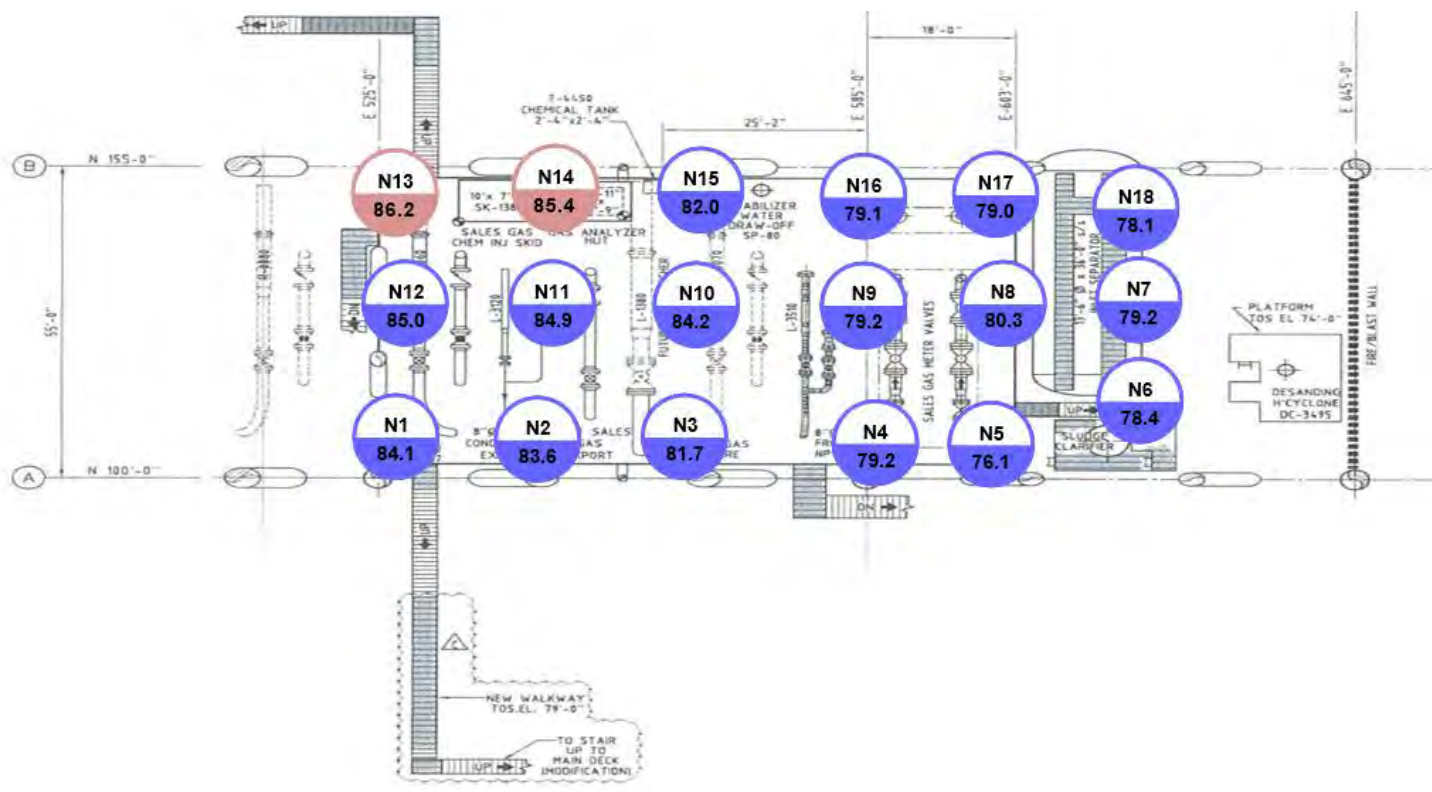 UP
18'-0"
E 525'-0"
T-4450
CHEMICAL TANK
2'-4"x2'-4"
25'-2"
E 585'-0"
E-603'-0"
E 645'-0"
UP
B
N 155-0"
N13
86.2
N14
85.4
N15
82.0
N16
79.1
N17
79.0
N18
78.1
10'x 7'
SK-138
SALES GAS
CHEM INJ SKID
GAS ANALYZER
HUT
WATER
DRAW-OFF
SP-80
55'-0"
N12
85.0
N11
84.9
N10
84.2
N9
79.2
N8
80.3
N7
79.2
DN
L-3120
L-1380
L-3510
SALES GAS METER VALVES
PLATFORM
TOS EL 74'-0"
FIRE/BLAST WALL
DESANDING
H'CYCLONE
DC-3495
N1
84.1
N2
83.6
N3
81.7
N4
79.2
N5
76.1
N6
78.4
UP
SALES
GAS
SLUDGE
CLARIFIER
A
N 100'-0"
DN
UP
C
NEW WALKWAY
TOS.EL. 79'-0"
TO STAIR
UP TO
MAIN DECK
(MODIFICATION)
UP